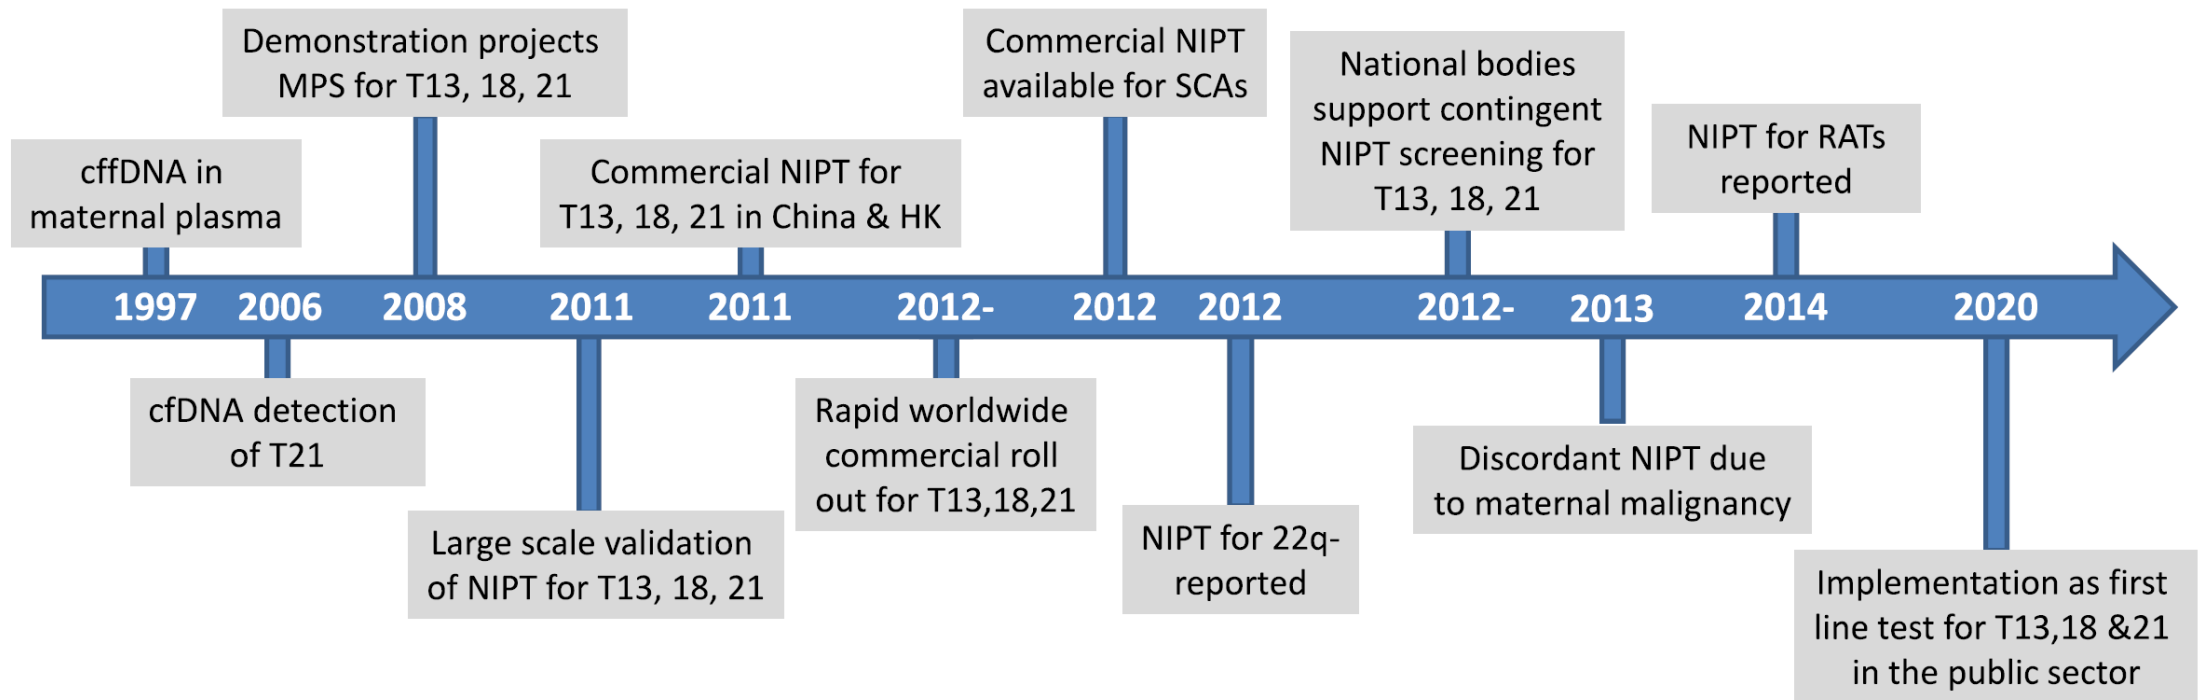 Demonstration projects
MPS for T13, 18, 21
Commercial NIPT
available for SCAs
National bodies
support contingent
NIPT screening for
T13, 18, 21
NIPT for RATs
reported
cffDNA in
maternal plasma
Commercial NIPT for
T13, 18, 21 in China & HK
1997 2006 2008 2011 2011 2012- 2012 2012 2012- 2013 2014 2020
cfDNA detection
of T21
Large scale validation
of NIPT for T13, 18, 21
Rapid worldwide
commercial roll
out for T13,18,21
NIPT for 22q-
reported
Discordant NIPT due
to maternal malignancy
Implementation as first
line test for T13,18 &21
in the public sector